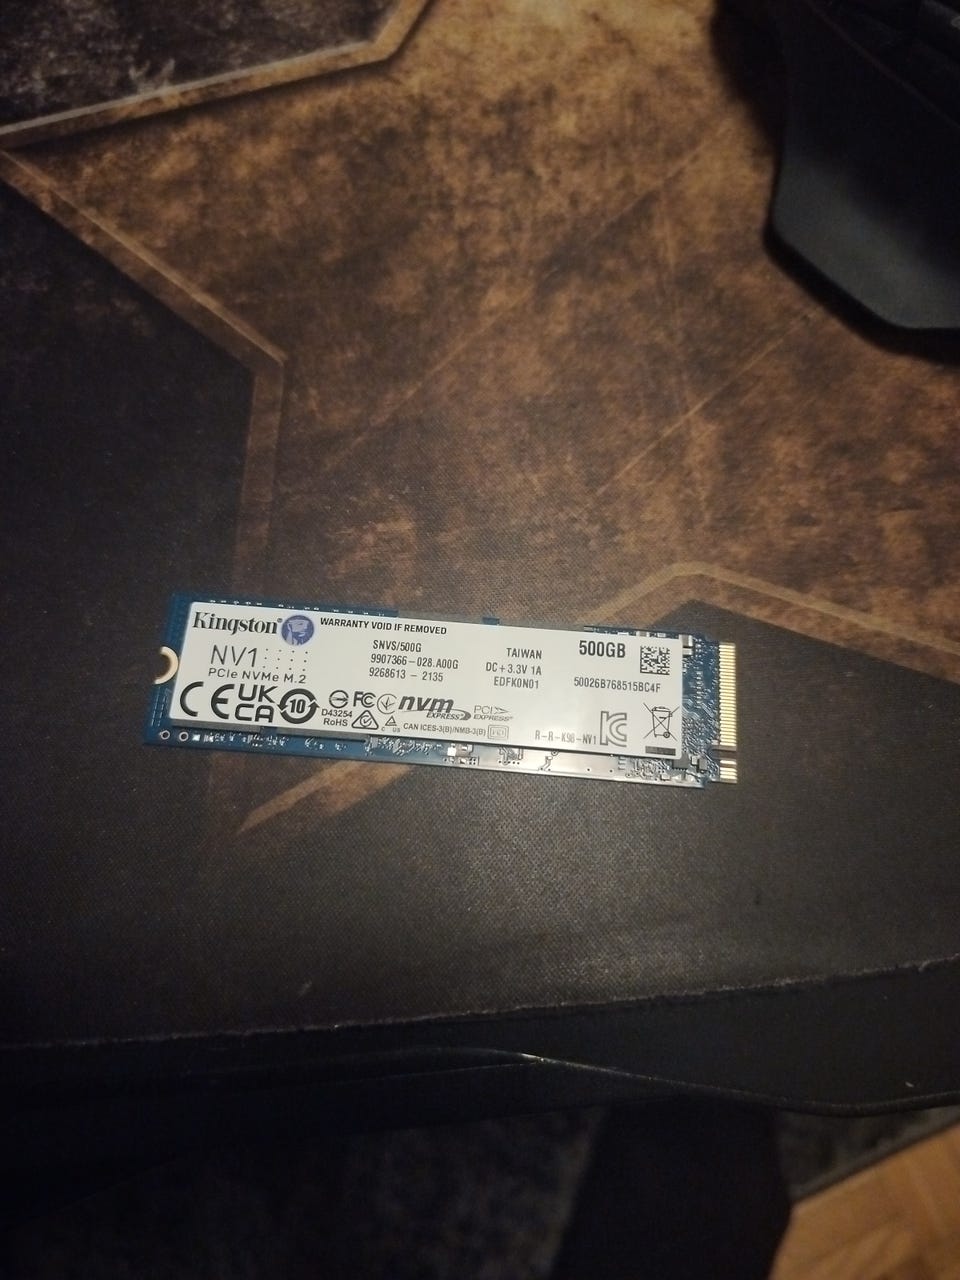 Kingston
WARRANTY VOID IF REMOVED
NV1
PCIe NVMe M.2
SNVS/500G
9907366-028.A00G
9268613 - 2135
TAIWAN
DC+3.3V 1A
EDFK0N01
500GB
50026B768515BC4F
CE
UK
CA
10
D43254
RoHS
FC
C US
nvm
EXPRESS
PCI
EXPRESS
CAN ICES-3(B)/NMB-3(B)
R-R-K98-NV1